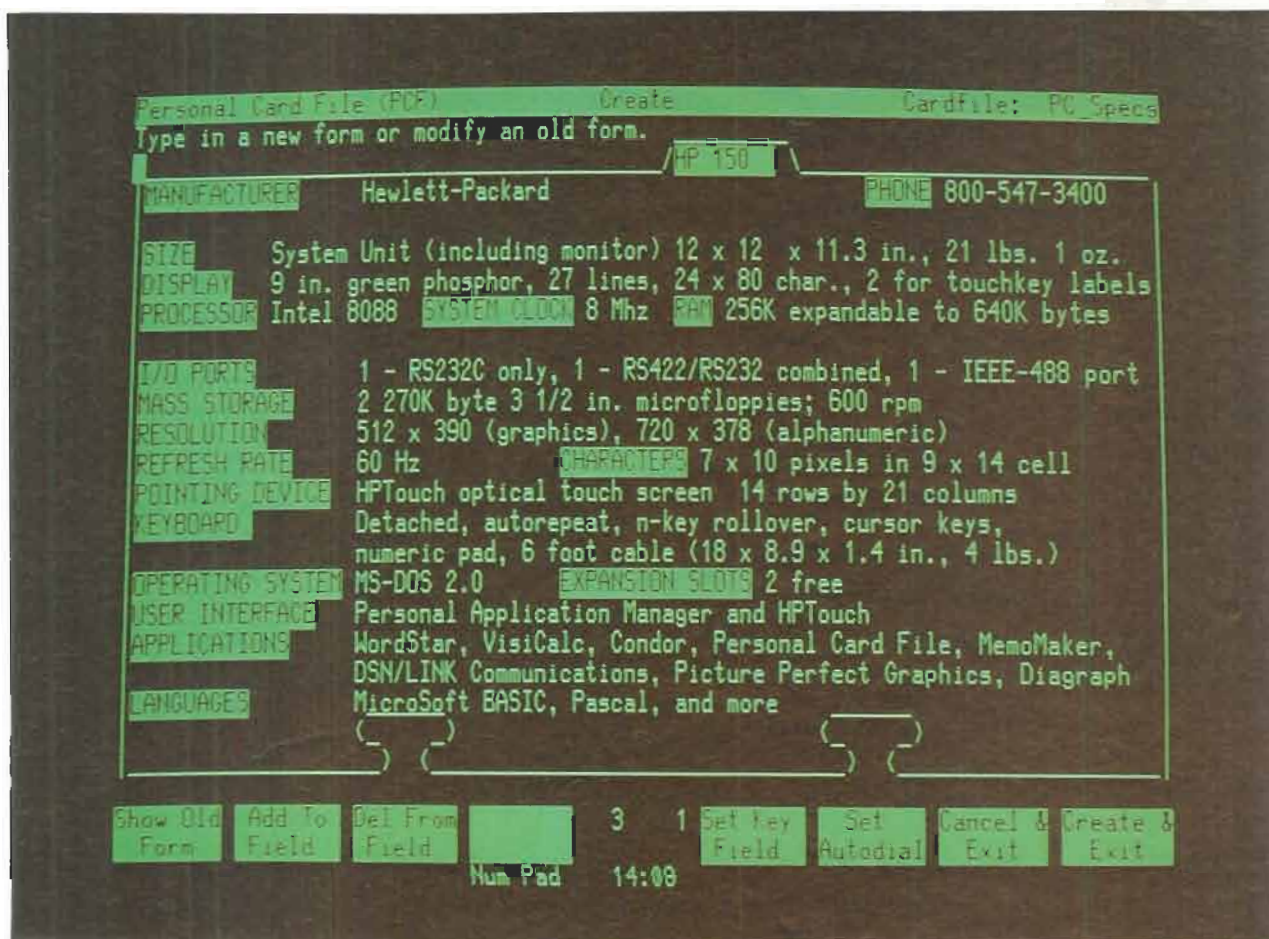 Personal Card File (PCF) Create Cardfile: PC_Specs
Type in a new form or modify an old form.
HP 150
MANUFACTURER Hewlett-Packard PHONE 800-547-3400
SIZE System Unit (including monitor) 12 x 12 x 11.3 in., 21 lbs. 1 oz.
DISPLAY 9 in. green phosphor, 27 lines, 24 x 80 char., 2 for touchkey labels
PROCESSOR Intel 8088 SYSTEM CLOCK 8 Mhz RAM 256K expandable to 640K bytes
I/O PORTS 1 - RS232C only, 1 - RS422/RS232 combined, 1 - IEEE-488 port
MASS STORAGE 2 270K byte 3 1/2 in. microfloppies; 600 rpm
RESOLUTION 512 x 390 (graphics), 720 x 378 (alphanumeric)
REFRESH RATE 60 Hz CHARACTERS 7 x 10 pixels in 9 x 14 cell
POINTING DEVICE HPTouch optical touch screen 14 rows by 21 columns
KEYBOARD Detached, autorepeat, n-key rollover, cursor keys,
numeric pad, 6 foot cable (18 x 8.9 x 1.4 in., 4 lbs.)
OPERATING SYSTEM MS-DOS 2.0 EXPANSION SLOTS 2 free
USER INTERFACE Personal Application Manager and HPTouch
APPLICATIONS WordStar, VisiCalc, Condor, Personal Card File, MemoMaker,
DSN/LINK Communications, Picture Perfect Graphics, Diagraph
LANGUAGES MicroSoft BASIC, Pascal, and more
Show Old Add To Del From 3 1 Set Key Set Cancel & Create &
Form Field Field Field Autodial Exit Exit
Num Pad 14:08